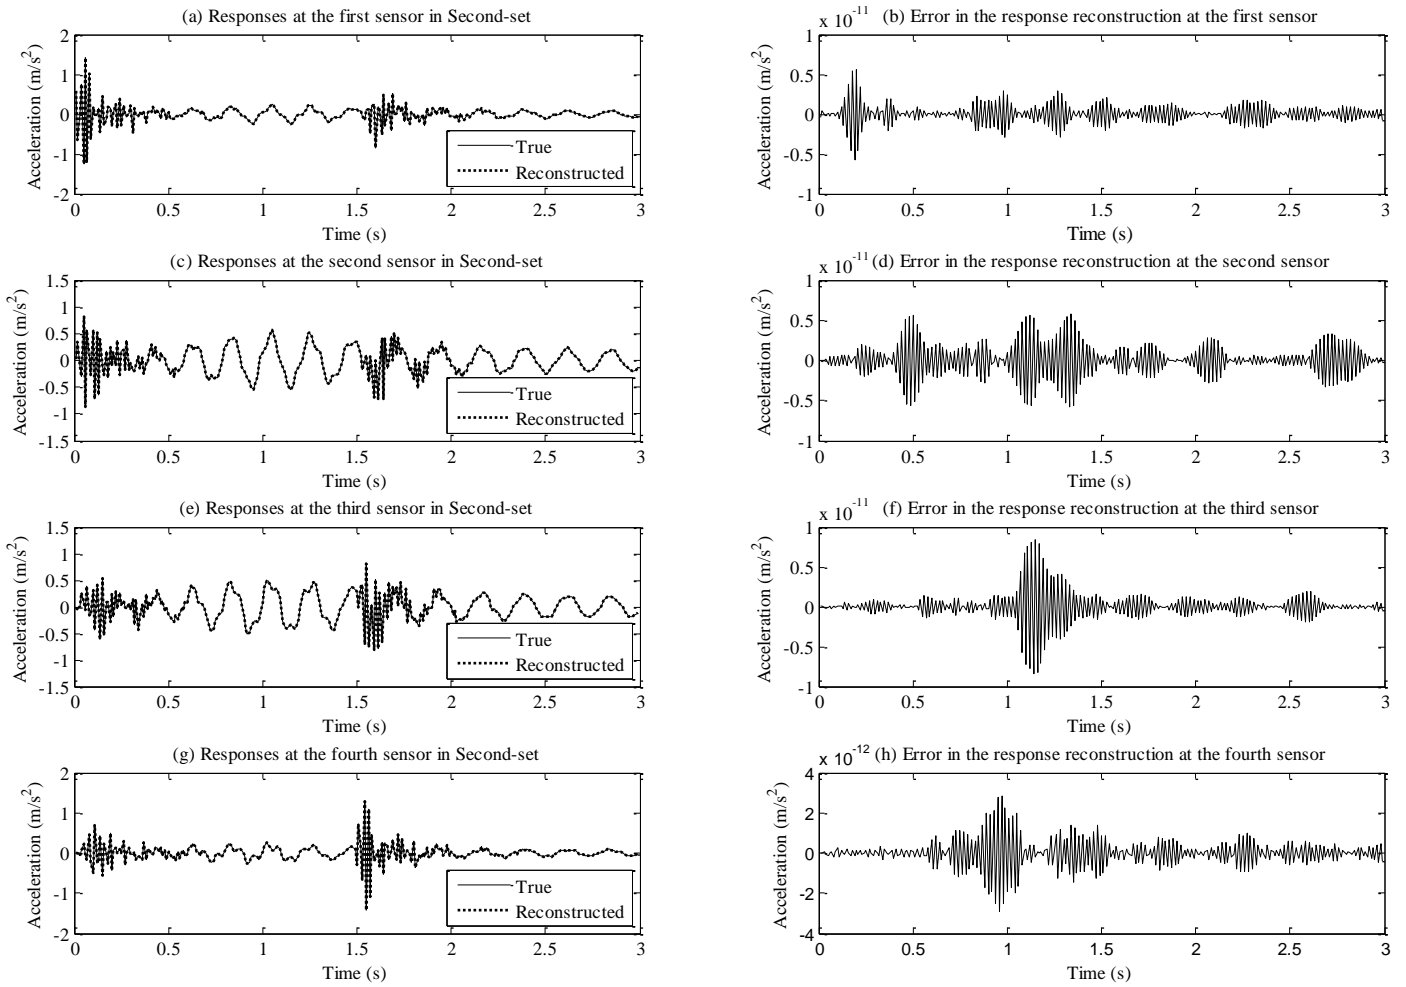 (a) Responses at the first sensor in Second-set
Acceleration (m/s²)
2
1
0
-1
-2
True
Reconstructed
0 0.5 1 1.5 2 2.5 3
Time (s)
x 10⁻¹¹ (b) Error in the response reconstruction at the first sensor
Acceleration (m/s²)
1
0.5
0
-0.5
-1
0 0.5 1 1.5 2 2.5 3
Time (s)
(c) Responses at the second sensor in Second-set
Acceleration (m/s²)
1.5
1
0.5
0
-0.5
-1
-1.5
True
Reconstructed
0 0.5 1 1.5 2 2.5 3
Time (s)
x 10⁻¹¹ (d) Error in the response reconstruction at the second sensor
Acceleration (m/s²)
1
0.5
0
-0.5
-1
0 0.5 1 1.5 2 2.5 3
Time (s)
(e) Responses at the third sensor in Second-set
Acceleration (m/s²)
1.5
1
0.5
0
-0.5
-1
-1.5
True
Reconstructed
0 0.5 1 1.5 2 2.5 3
Time (s)
x 10⁻¹¹ (f) Error in the response reconstruction at the third sensor
Acceleration (m/s²)
1
0.5
0
-0.5
-1
0 0.5 1 1.5 2 2.5 3
Time (s)
(g) Responses at the fourth sensor in Second-set
Acceleration (m/s²)
2
1
0
-1
-2
True
Reconstructed
0 0.5 1 1.5 2 2.5 3
Time (s)
x 10⁻¹² (h) Error in the response reconstruction at the fourth sensor
Acceleration (m/s²)
4
2
0
-2
-4
0 0.5 1 1.5 2 2.5 3
Time (s)